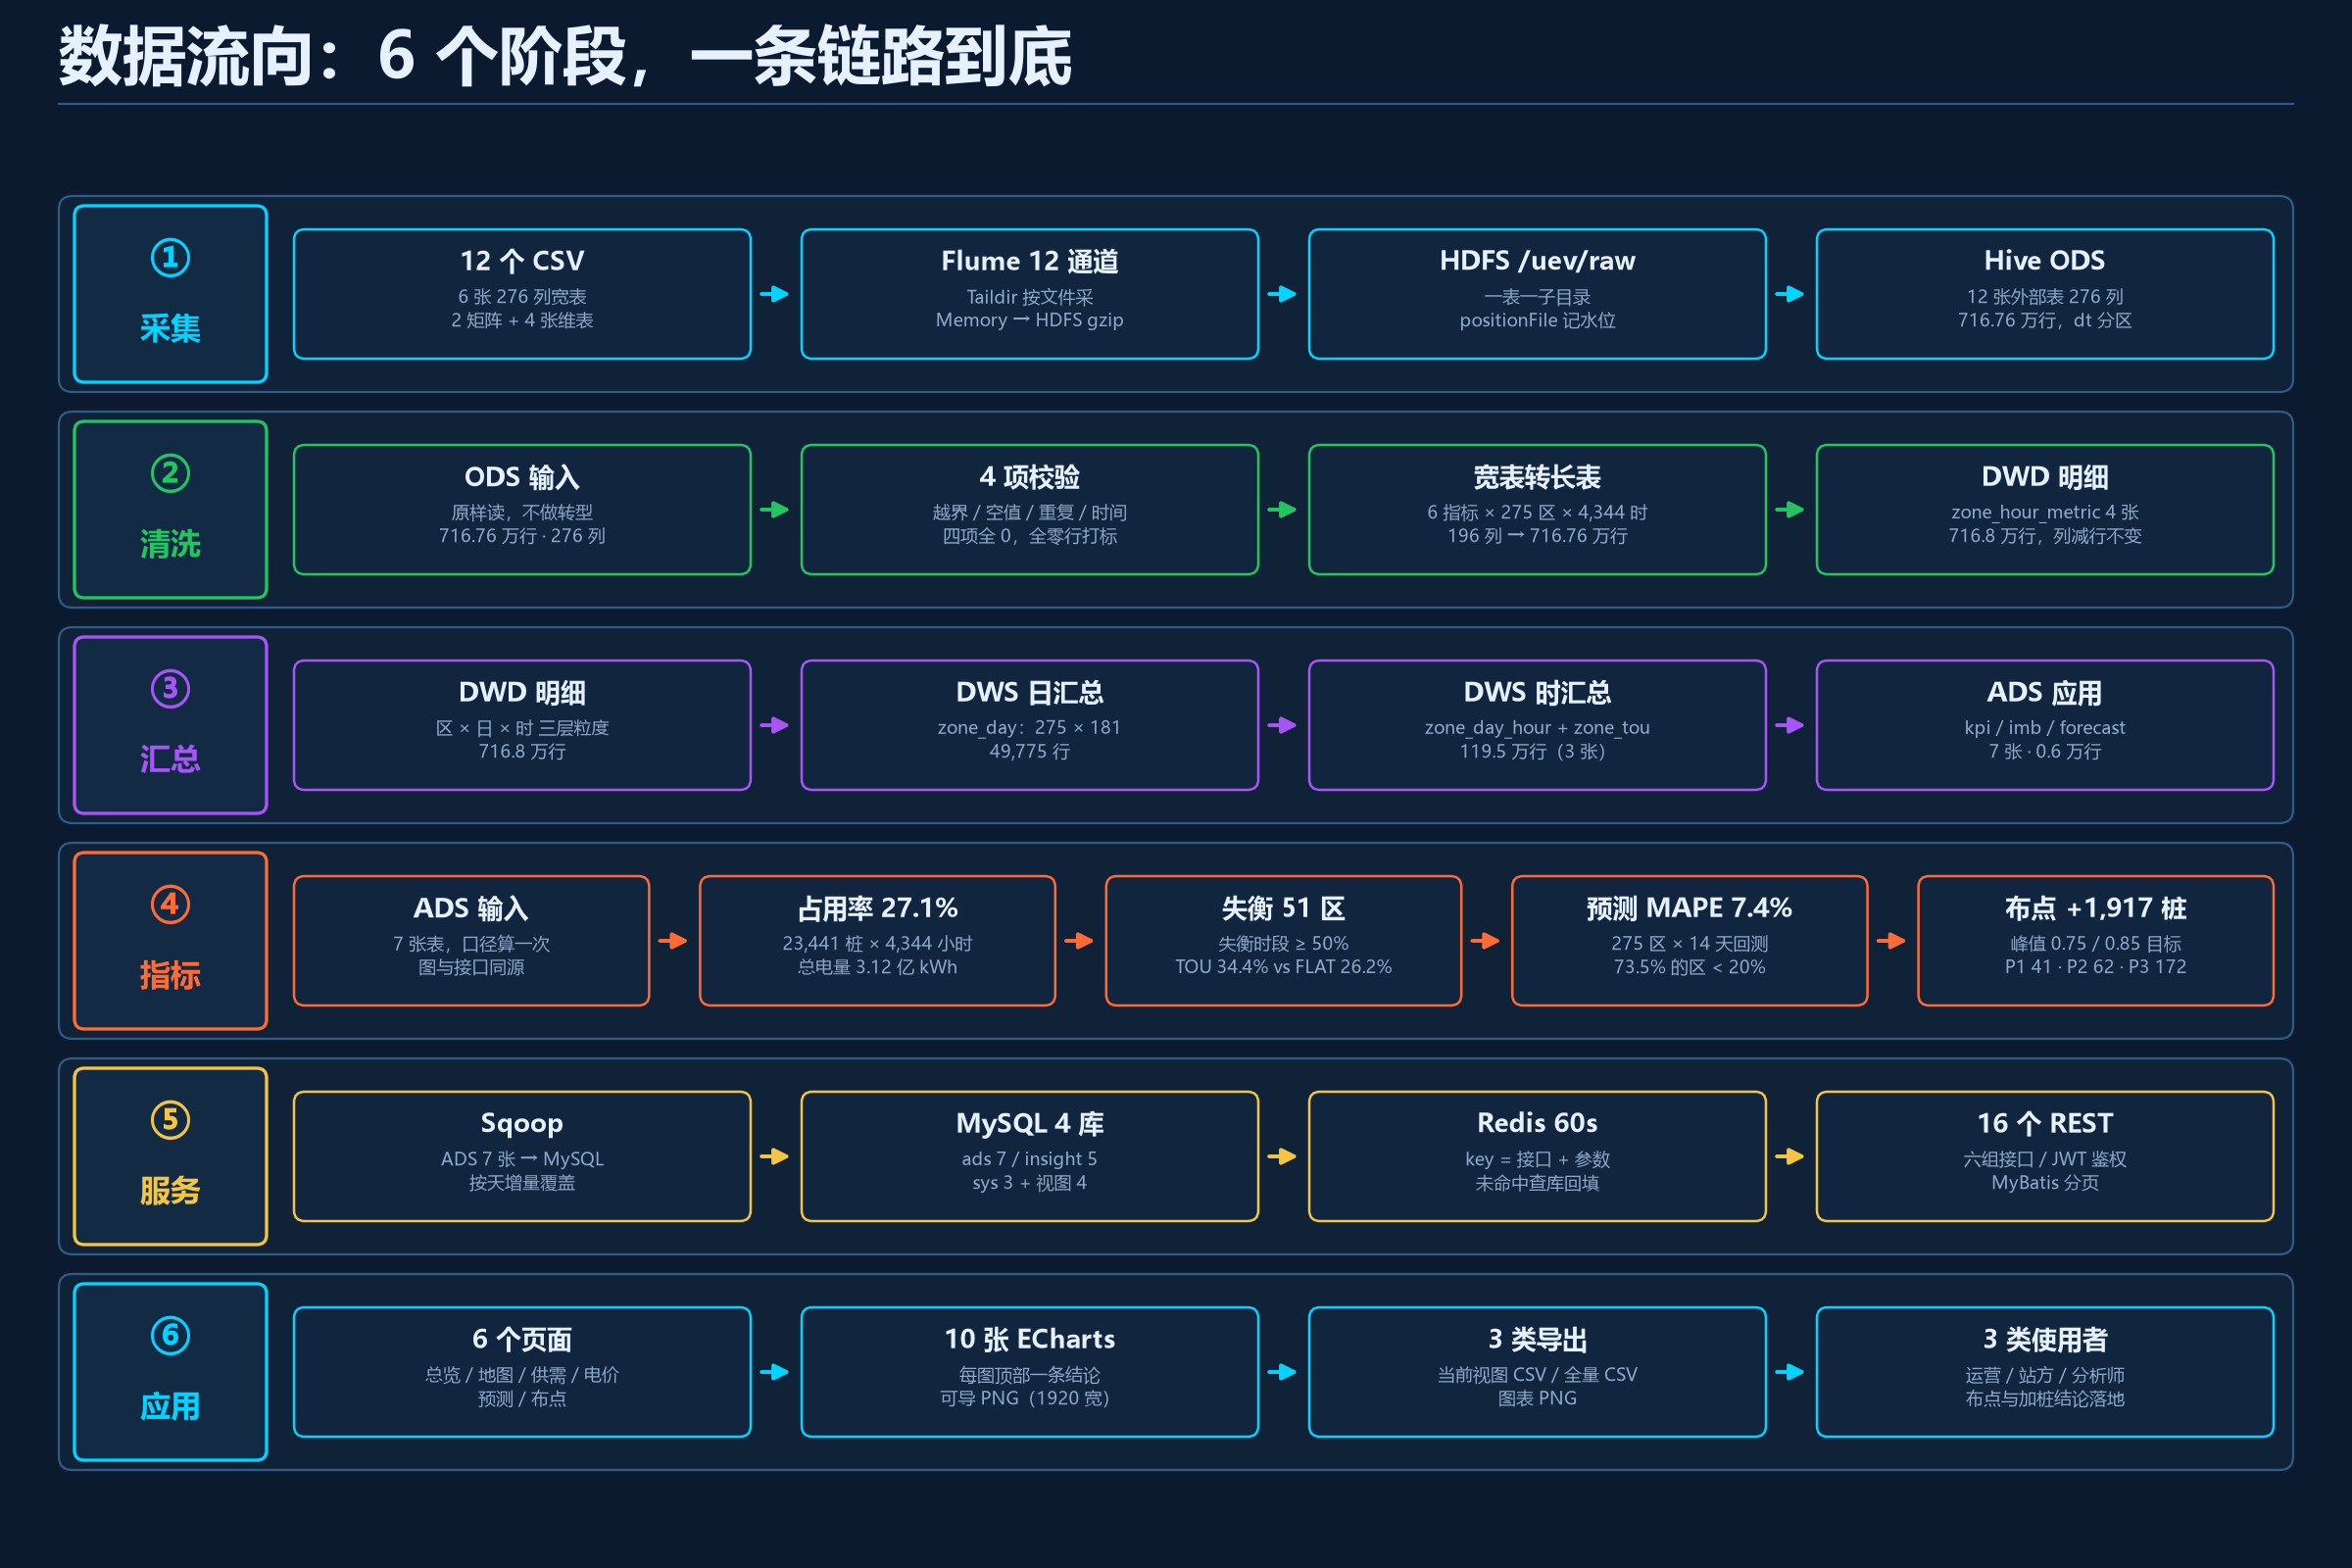 数据流向：6 个阶段，一条链路到底
①
采集
12 个 CSV
6 张 276 列宽表
2 矩阵 + 4 张维表
Flume 12 通道
Taildir 按文件采
Memory → HDFS gzip
HDFS /uev/raw
一表一子目录
positionFile 记水位
Hive ODS
12 张外部表 276 列
716.76 万行，dt 分区
②
清洗
ODS 输入
原样读，不做转型
716.76 万行 · 276 列
4 项校验
越界 / 空值 / 重复 / 时间
四项全 0，全零行打标
宽表转长表
6 指标 × 275 区 × 4,344 时
196 列 → 716.76 万行
DWD 明细
zone_hour_metric 4 张
716.8 万行，列减行不变
③
汇总
DWD 明细
区 × 日 × 时 三层粒度
716.8 万行
DWS 日汇总
zone_day：275 × 181
49,775 行
DWS 时汇总
zone_day_hour + zone_tou
119.5 万行（3 张）
ADS 应用
kpi / imb / forecast
7 张 · 0.6 万行
④
指标
ADS 输入
7 张表，口径算一次
图与接口同源
占用率 27.1%
23,441 桩 × 4,344 小时
总电量 3.12 亿 kWh
失衡 51 区
失衡时段 ≥ 50%
TOU 34.4% vs FLAT 26.2%
预测 MAPE 7.4%
275 区 × 14 天回测
73.5% 的区 < 20%
布点 +1,917 桩
峰值 0.75 / 0.85 目标
P1 41 · P2 62 · P3 172
⑤
服务
Sqoop
ADS 7 张 → MySQL
按天增量覆盖
MySQL 4 库
ads 7 / insight 5
sys 3 + 视图 4
Redis 60s
key = 接口 + 参数
未命中查库回填
16 个 REST
六组接口 / JWT 鉴权
MyBatis 分页
⑥
应用
6 个页面
总览 / 地图 / 供需 / 电价
预测 / 布点
10 张 ECharts
每图顶部一条结论
可导 PNG（1920 宽）
3 类导出
当前视图 CSV / 全量 CSV
图表 PNG
3 类使用者
运营 / 站方 / 分析师
布点与加桩结论落地